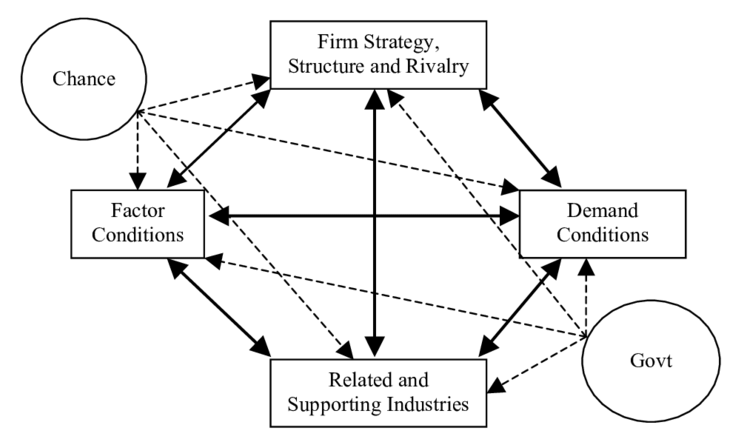 Chance
Firm Strategy,
Structure and Rivalry
Factor
Conditions
Demand
Conditions
Related and
Supporting Industries
Govt